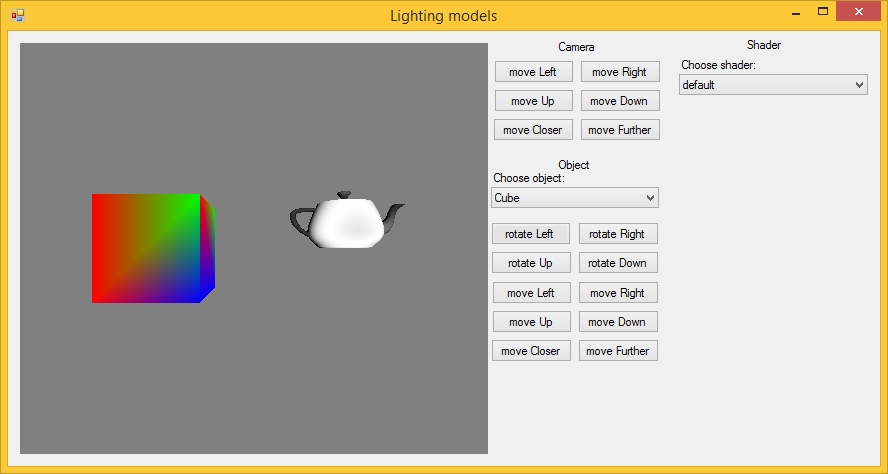 Lighting models
Camera
move Left
move Right
move Up
move Down
move Closer
move Further
Object
Choose object:
Cube
rotate Left
rotate Right
rotate Up
rotate Down
move Left
move Right
move Up
move Down
move Closer
move Further
Shader
Choose shader:
default